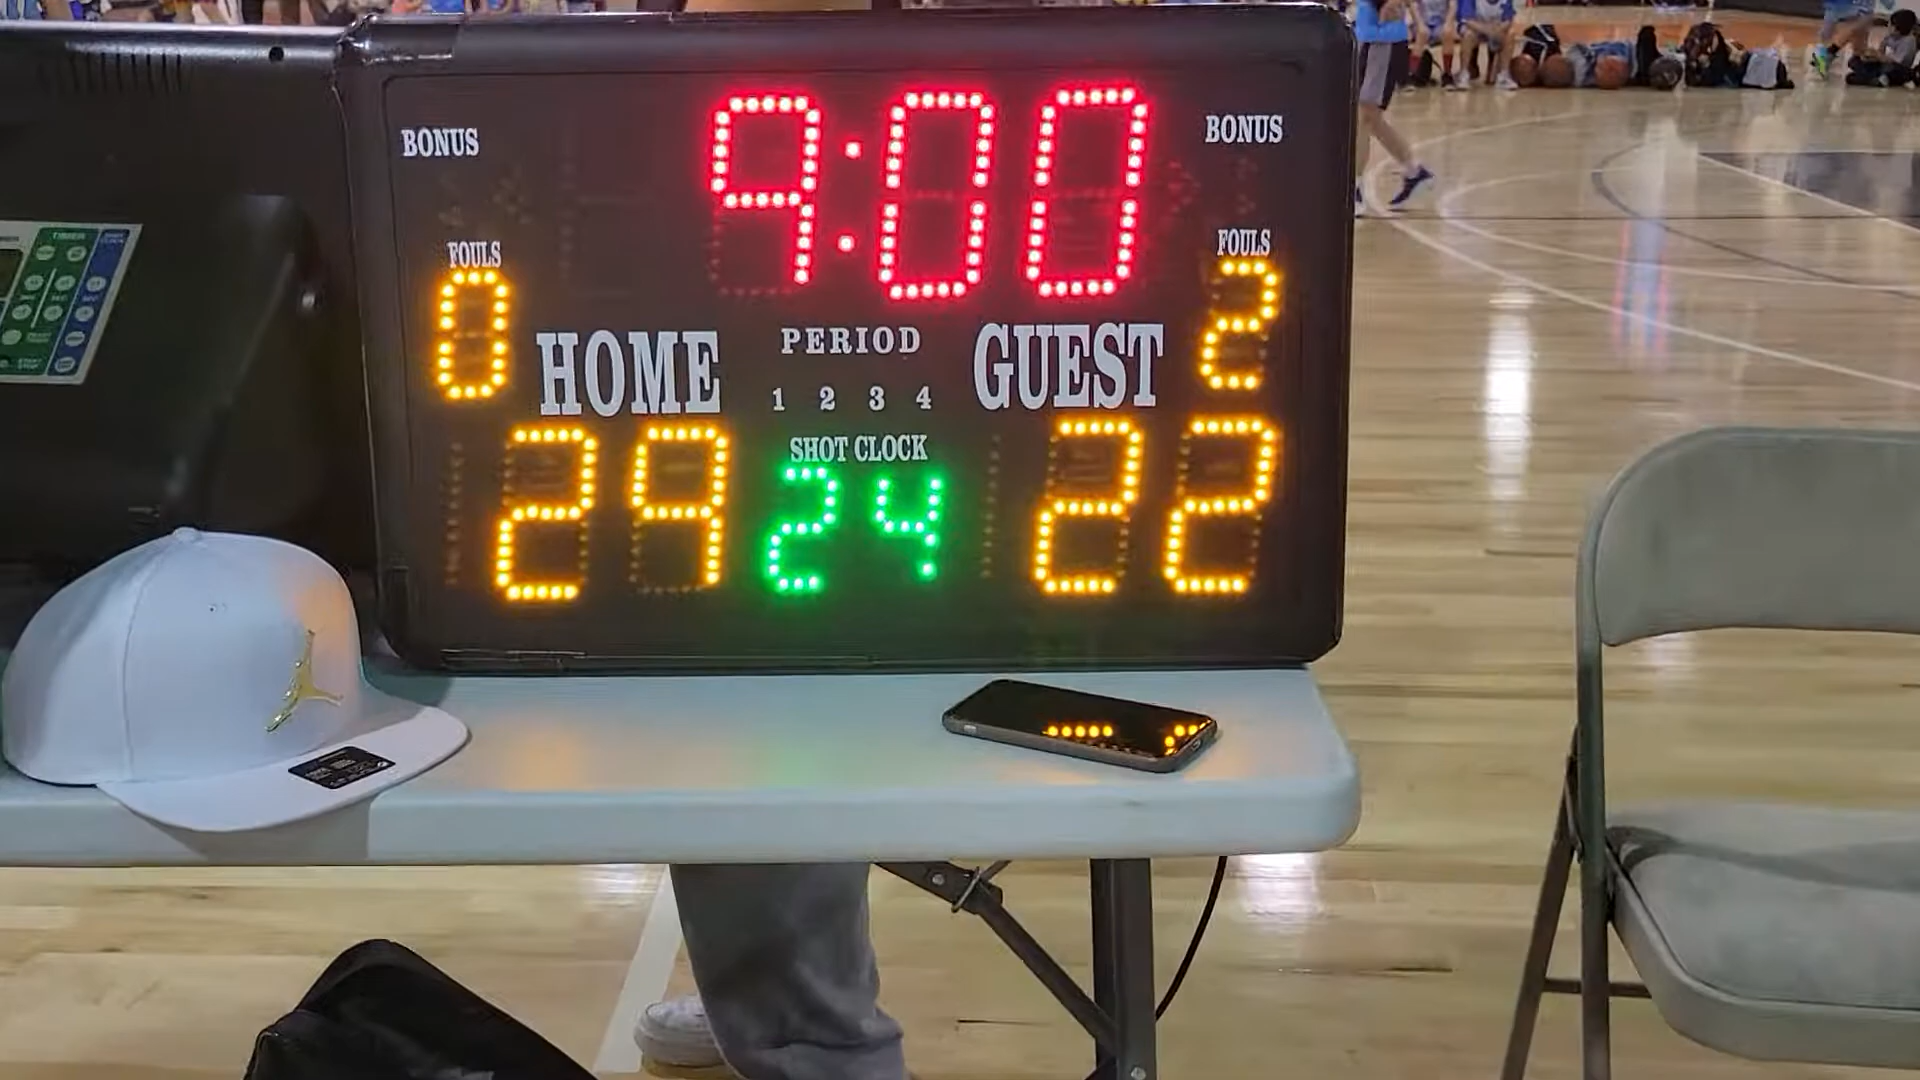 9:00
BONUS
BONUS
FOULS
FOULS
0
2
HOME
PERIOD
GUEST
1 2 3 4
SHOT CLOCK
29
24
22
TIMER